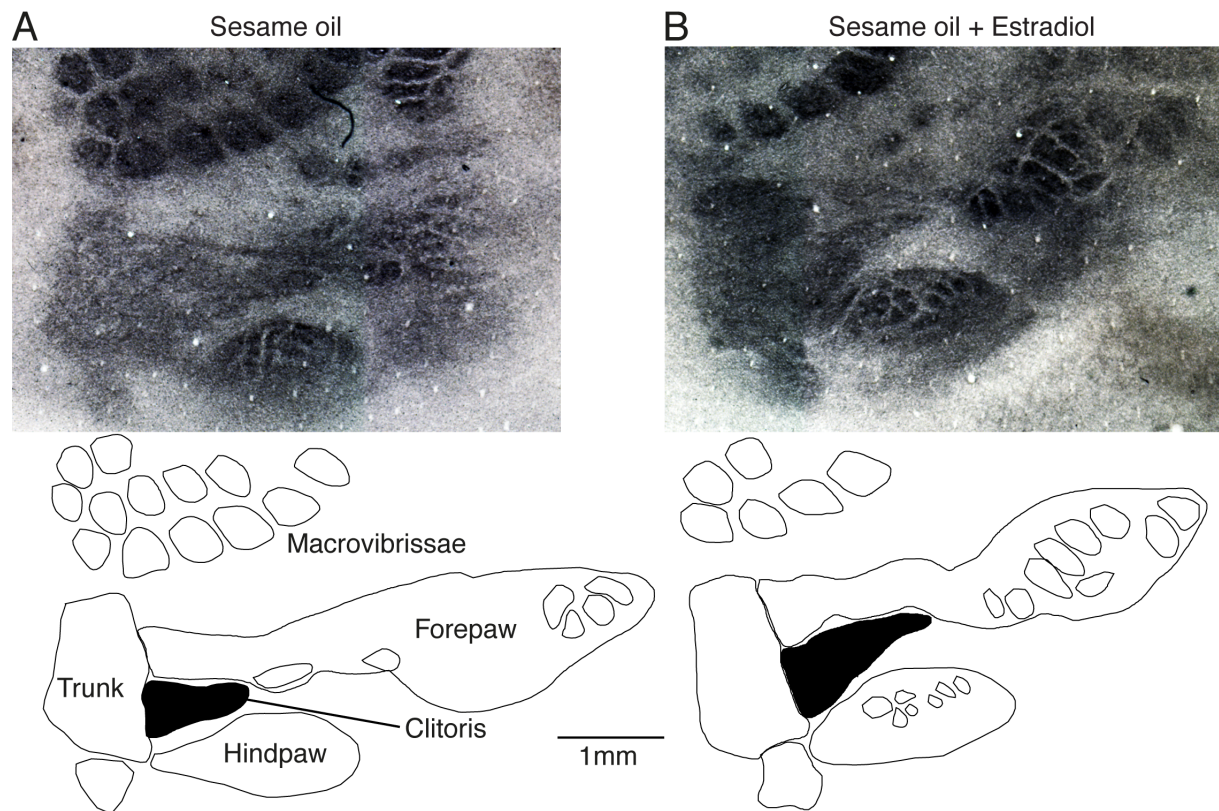 A
Sesame oil
B
Sesame oil + Estradiol
Macrovibrissae
Forepaw
Trunk
Clitoris
Hindpaw
1mm